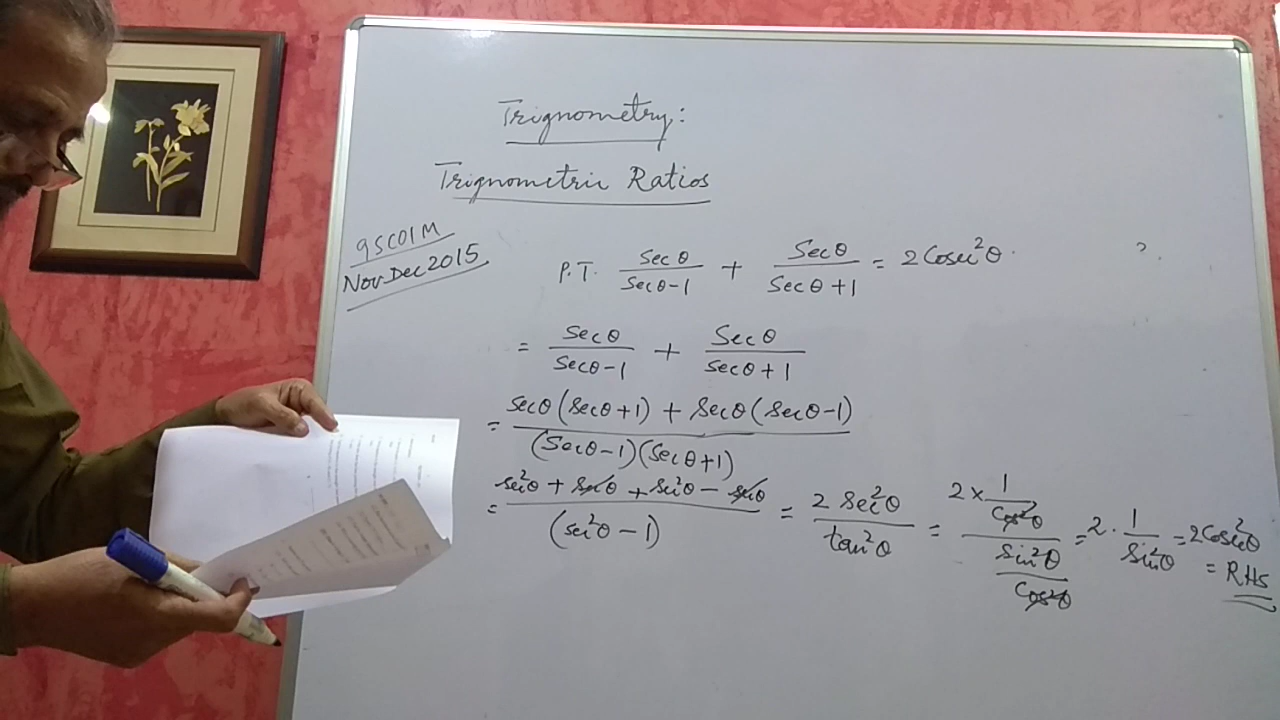 Trignometry:
Trignometric Ratios
9SC01M
Nov-Dec 2015
P.T. Secθ/(Secθ-1) + Secθ/(Secθ+1) = 2 Cosec²θ. ?
= Secθ/(Secθ-1) + Secθ/(Secθ+1)
= (Secθ(Secθ+1) + Secθ(Secθ-1))/((Secθ-1)(Secθ+1))
= (Sec²θ + Secθ + Sec²θ - Secθ)/(Sec²θ-1) = 2 Sec²θ/tan²θ = (2 × 1/Cos²θ)/(Sin²θ/Cos²θ) = 2 · 1/Sin²θ = 2Cosec²θ
= RHS